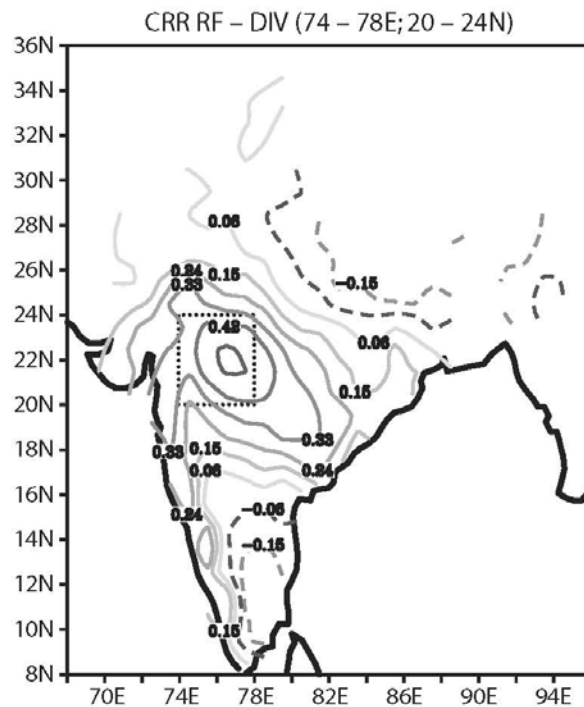 CRR RF – DIV (74 – 78E; 20 – 24N)
36N
34N
32N
30N
28N
0.06
26N
0.24
0.15
−0.15
0.33
24N
0.42
0.06
22N
0.15
20N
0.33
18N
0.33
0.15
0.24
0.06
16N
0.24
−0.06
14N
−0.15
12N
10N
0.15
8N
70E 74E 78E 82E 86E 90E 94E